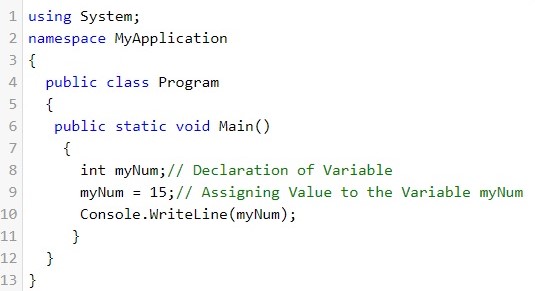 1 using System;
2 namespace MyApplication
3 {
4   public class Program
5   {
6    public static void Main()
7     {
8       int myNum;// Declaration of Variable
9       myNum = 15;// Assigning Value to the Variable myNum
10       Console.WriteLine(myNum);
11      }
12   }
13 }